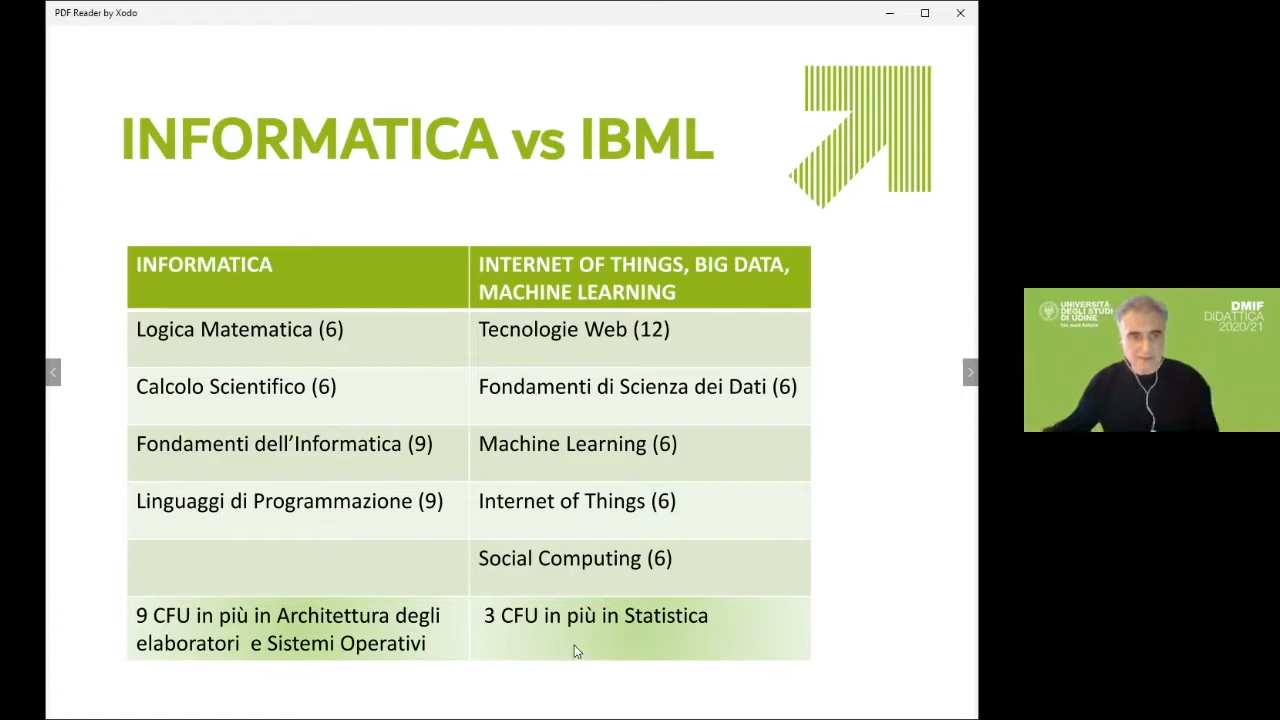 PDF Reader by Xodo
INFORMATICA vs IBML
INFORMATICA
INTERNET OF THINGS, BIG DATA,
MACHINE LEARNING
Logica Matematica (6)
Tecnologie Web (12)
Calcolo Scientifico (6)
Fondamenti di Scienza dei Dati (6)
Fondamenti dell’Informatica (9)
Machine Learning (6)
Linguaggi di Programmazione (9)
Internet of Things (6)
Social Computing (6)
9 CFU in più in Architettura degli
elaboratori e Sistemi Operativi
3 CFU in più in Statistica
UNIVERSITÀ
DEGLI STUDI
DI UDINE
DMIF
DIDATTICA
2020/21